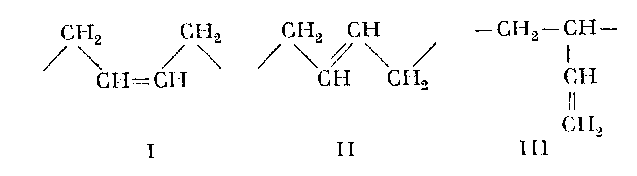 CH₂ CH₂ CH₂ CH —CH₂—CH—
CH=CH CH CH₂ CH
CH₂
I II III